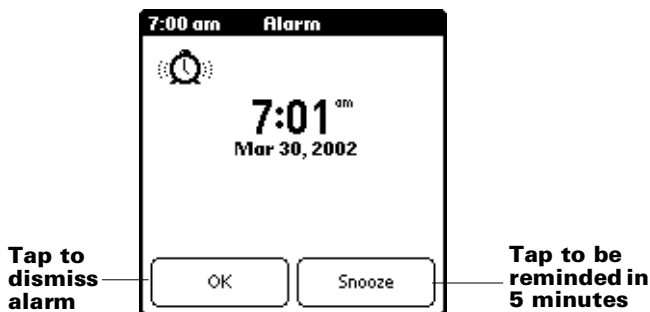 7:00 am Alarm
7:01 am
Mar 30, 2002
Tap to
dismiss
alarm
OK
Snooze
Tap to be
reminded in
5 minutes